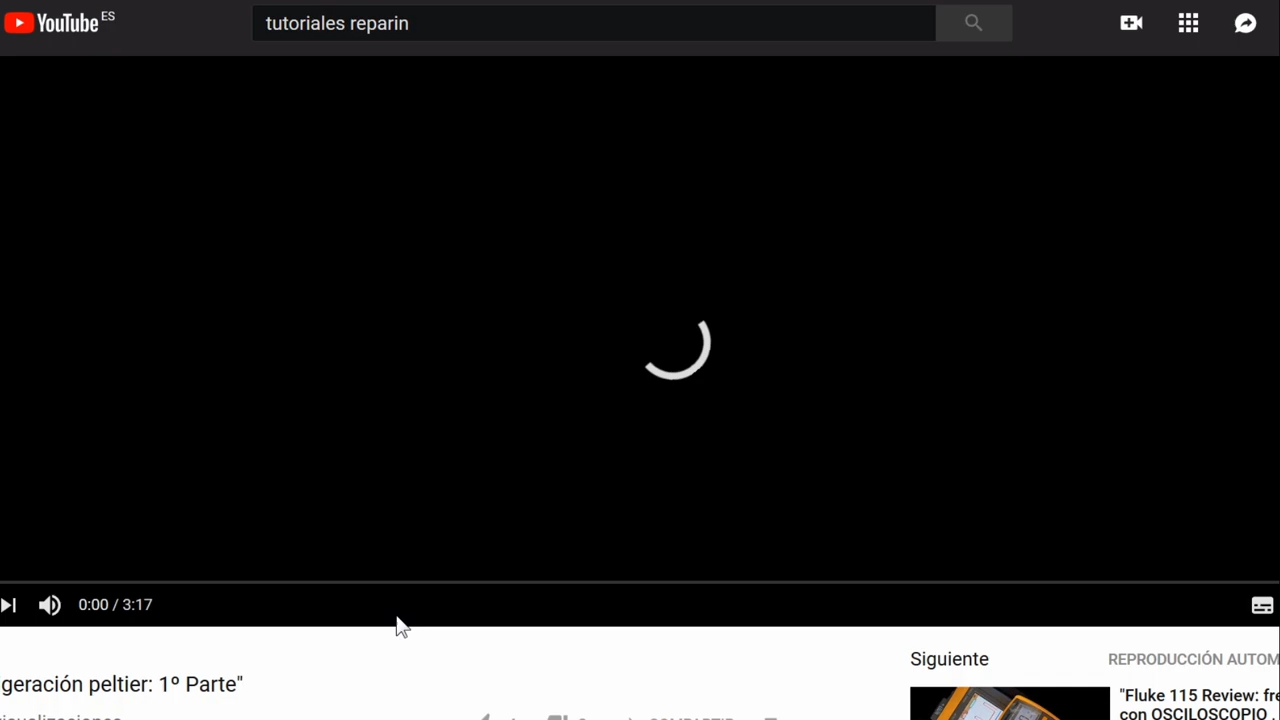 YouTube ES
tutoriales reparin
0:00 / 3:17
Siguiente
REPRODUCCIÓN AUTOM
geración peltier: 1º Parte"
"Fluke 115 Review: fre
con OSCILOSCOPIO